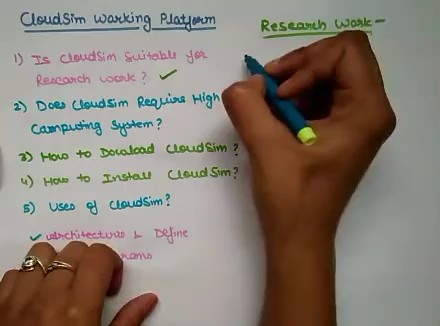 CloudSim Working Platform
Research Work -
1) Is CloudSim Suitable for
Research work? ✓
2) Does CloudSim Require High
Computing System?
3) How to Download CloudSim?
4) How to Install CloudSim?
5) Uses of CloudSim?
✓ Architecture & Define